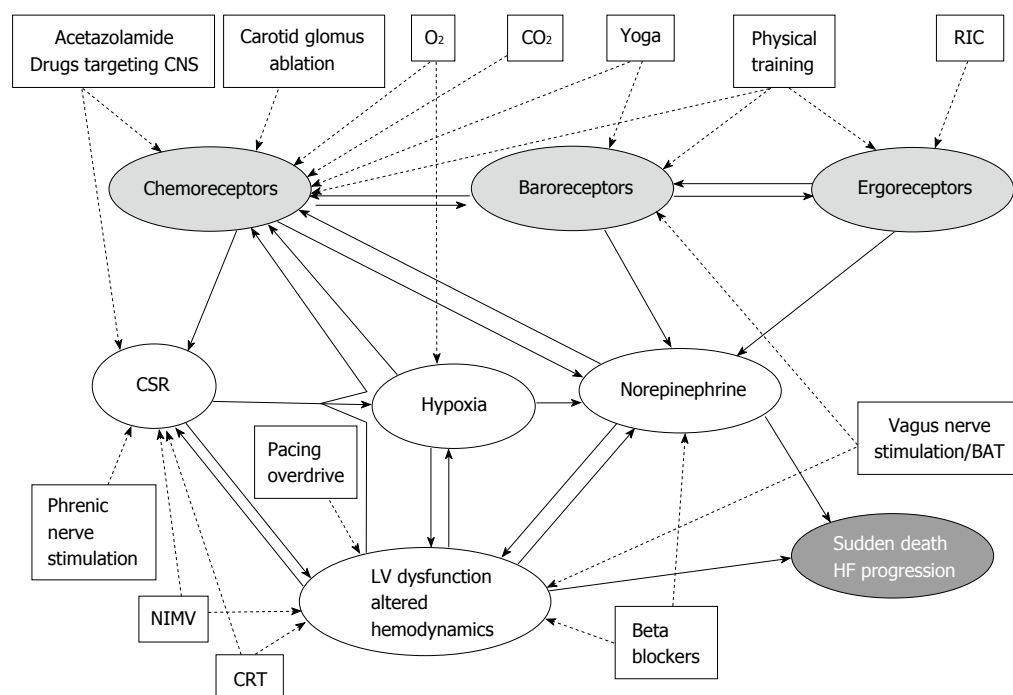 Acetazolamide
Drugs targeting CNS
Carotid glomus
ablation
O₂
CO₂
Yoga
Physical
training
RIC
Chemoreceptors
Baroreceptors
Ergoreceptors
CSR
Hypoxia
Norepinephrine
Pacing
overdrive
Vagus nerve
stimulation/BAT
Phrenic
nerve
stimulation
Sudden death
HF progression
LV dysfunction
altered
hemodynamics
NIMV
CRT
Beta
blockers